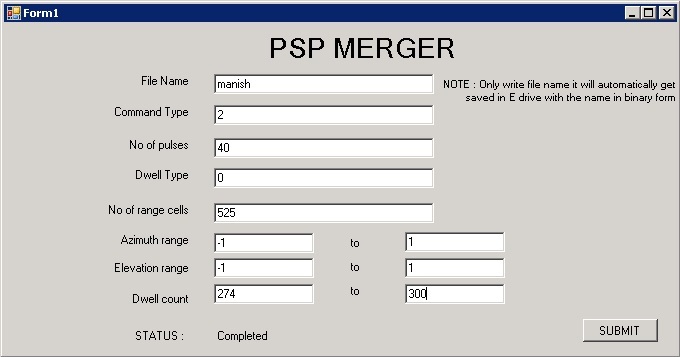 Form1
PSP MERGER
File Name manish
NOTE : Only write file name it will automatically get
saved in E drive with the name in binary form
Command Type 2
No of pulses 40
Dwell Type 0
No of range cells 525
Azimuth range -1 to 1
Elevation range -1 to 1
Dwell count 274 to 300
STATUS : Completed
SUBMIT